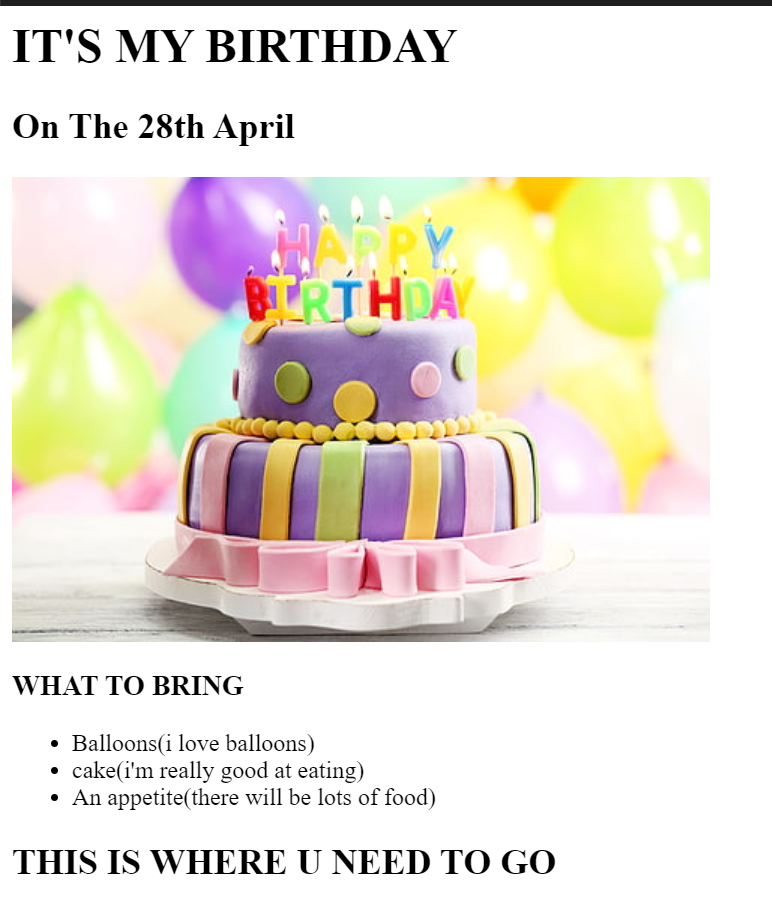 IT'S MY BIRTHDAY
On The 28th April
HAPPY
BIRTHDAY
WHAT TO BRING
Balloons(i love balloons)
cake(i'm really good at eating)
An appetite(there will be lots of food)
THIS IS WHERE U NEED TO GO